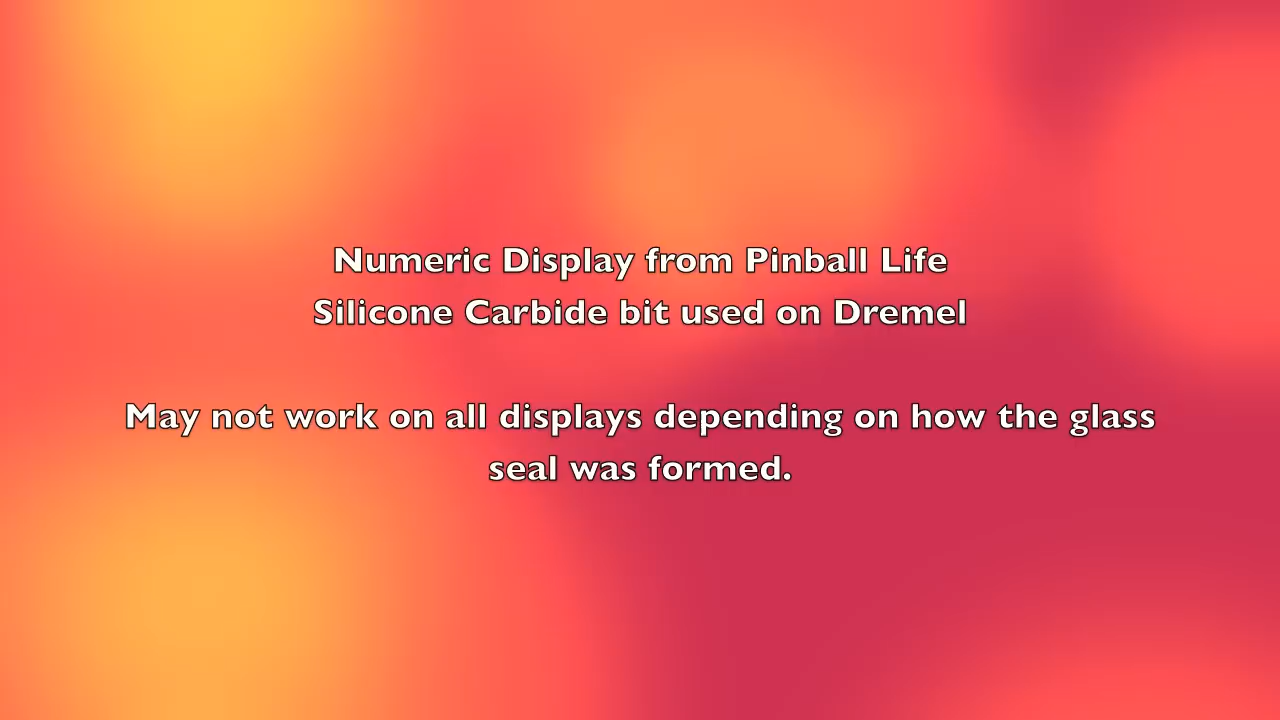 Numeric Display from Pinball Life
Silicone Carbide bit used on Dremel
May not work on all displays depending on how the glass
seal was formed.